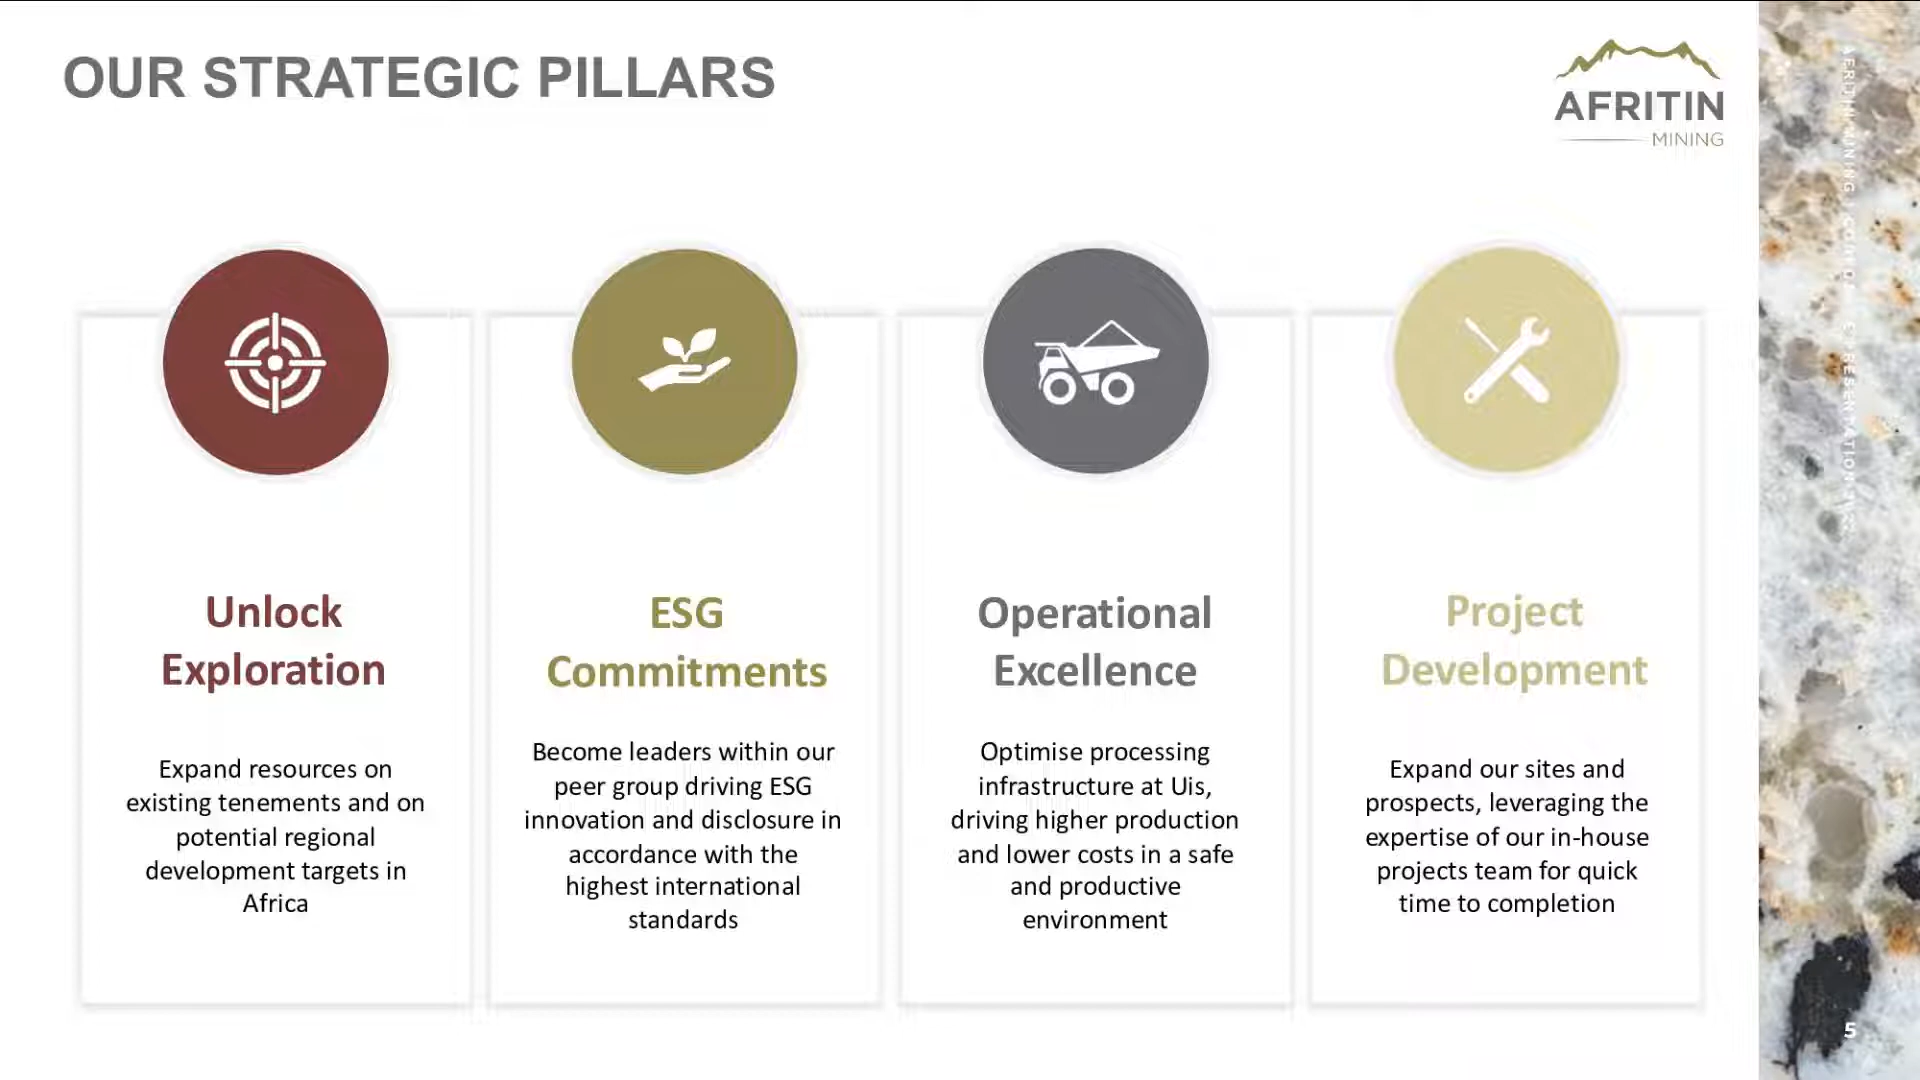 OUR STRATEGIC PILLARS
AFRITIN
MINING
Unlock
Exploration
Expand resources on
existing tenements and on
potential regional
development targets in
Africa
ESG
Commitments
Become leaders within our
peer group driving ESG
innovation and disclosure in
accordance with the
highest international
standards
Operational
Excellence
Optimise processing
infrastructure at Uis,
driving higher production
and lower costs in a safe
and productive
environment
Project
Development
Expand our sites and
prospects, leveraging the
expertise of our in-house
projects team for quick
time to completion
AFRITIN MINING
PRESENTATION
5